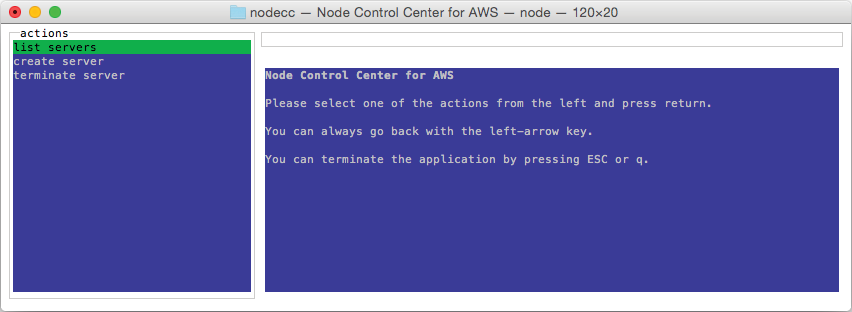 nodecc — Node Control Center for AWS — node — 120×20
actions
list servers
create server
terminate server
Node Control Center for AWS
Please select one of the actions from the left and press return.
You can always go back with the left-arrow key.
You can terminate the application by pressing ESC or q.